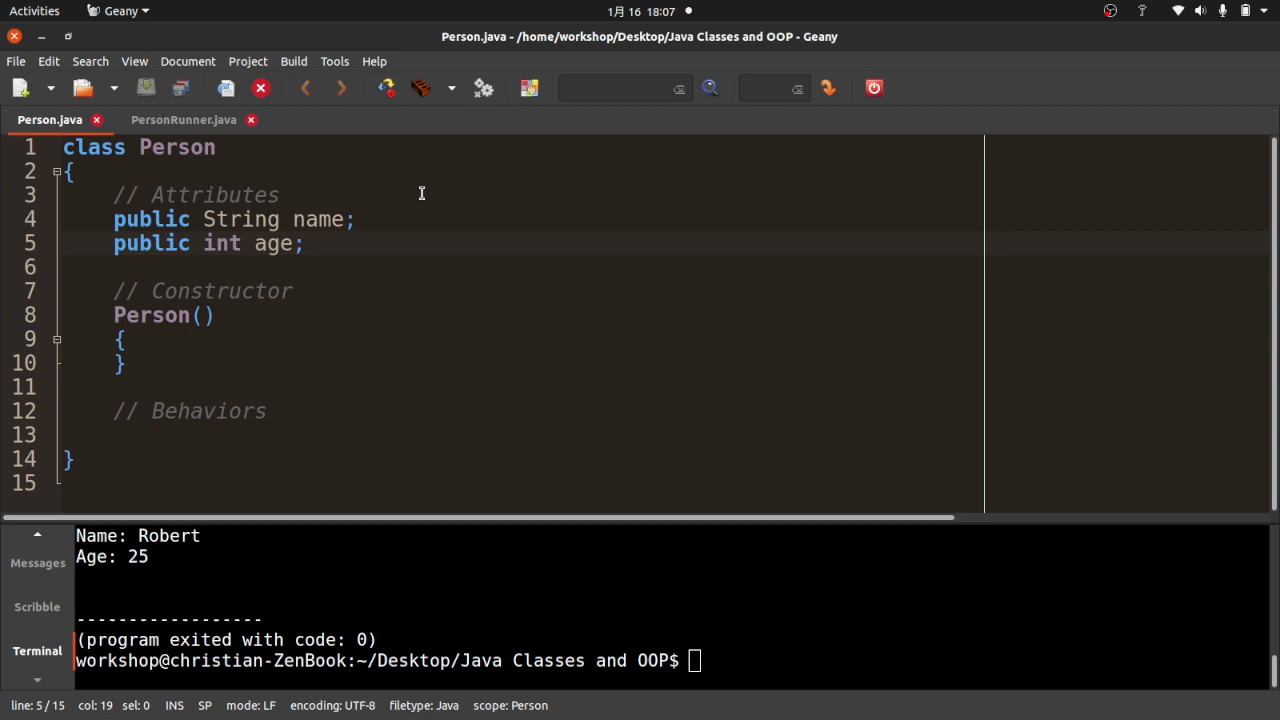 Activities Geany 1月 16 18:07
Person.java - /home/workshop/Desktop/Java Classes and OOP - Geany
File Edit Search View Document Project Build Tools Help
Person.java PersonRunner.java
1 class Person
2 {
3 // Attributes
4 public String name;
5 public int age;
6
7 // Constructor
8 Person()
9 {
10 }
11
12 // Behaviors
13
14 }
15
Messages
Scribble
Terminal
Name: Robert
Age: 25
------------------
(program exited with code: 0)
workshop@christian-ZenBook:~/Desktop/Java Classes and OOP$
line: 5 / 15 col: 19 sel: 0 INS SP mode: LF encoding: UTF-8 filetype: Java scope: Person